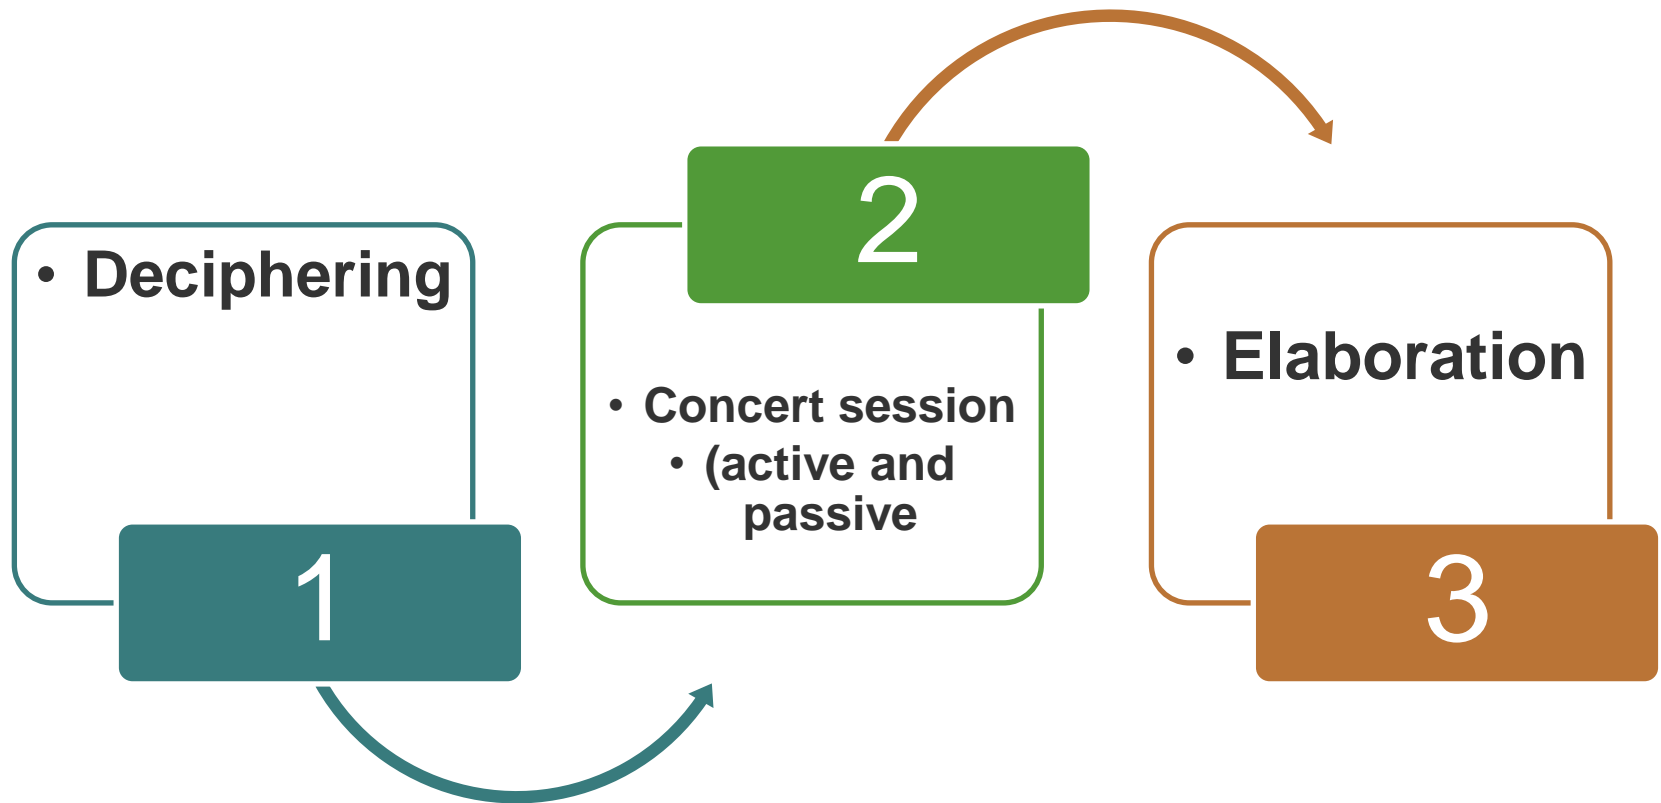 • Deciphering
1
2
• Concert session
• (active and
passive
• Elaboration
3